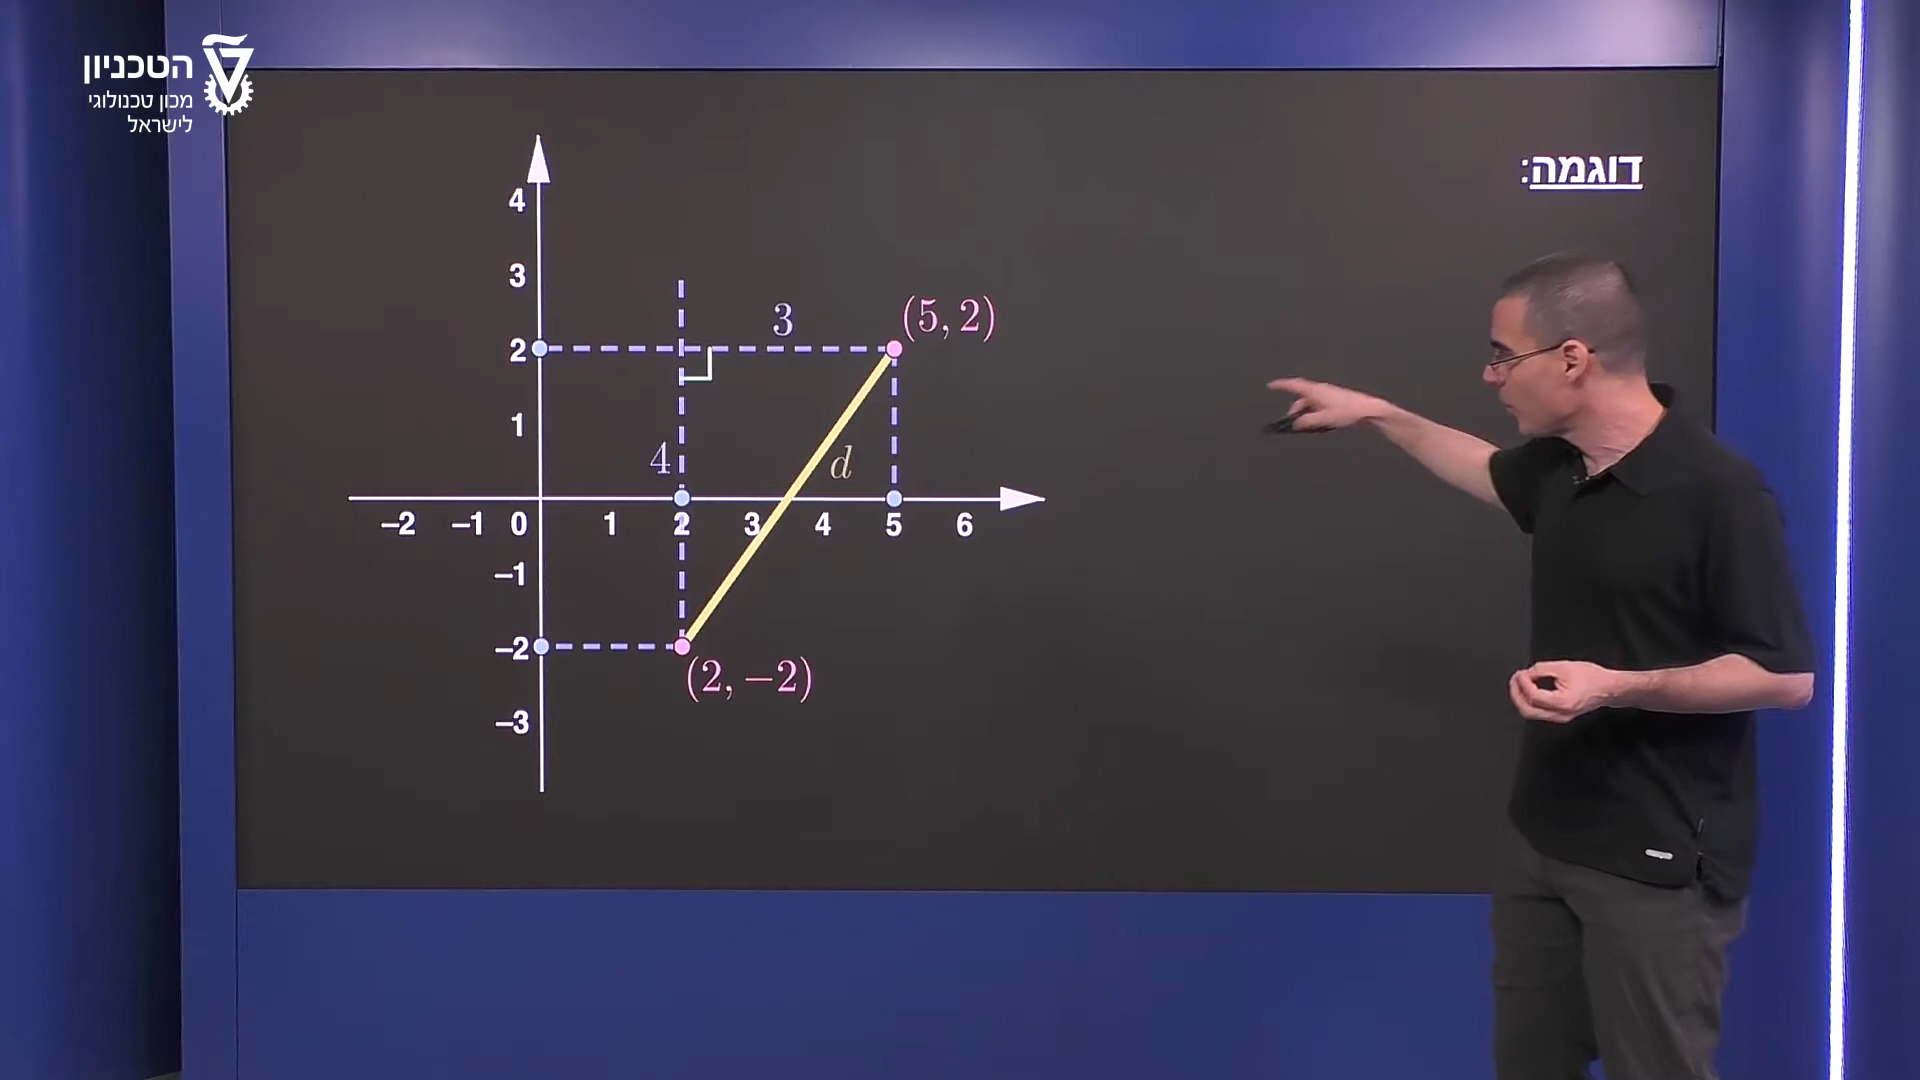 הטכניון
מכון טכנולוגי
לישראל
דוגמה:
4
3
3
(5, 2)
2
1
4
d
–2 –1 0 1 2 3 4 5 6
–1
–2
(2, −2)
–3